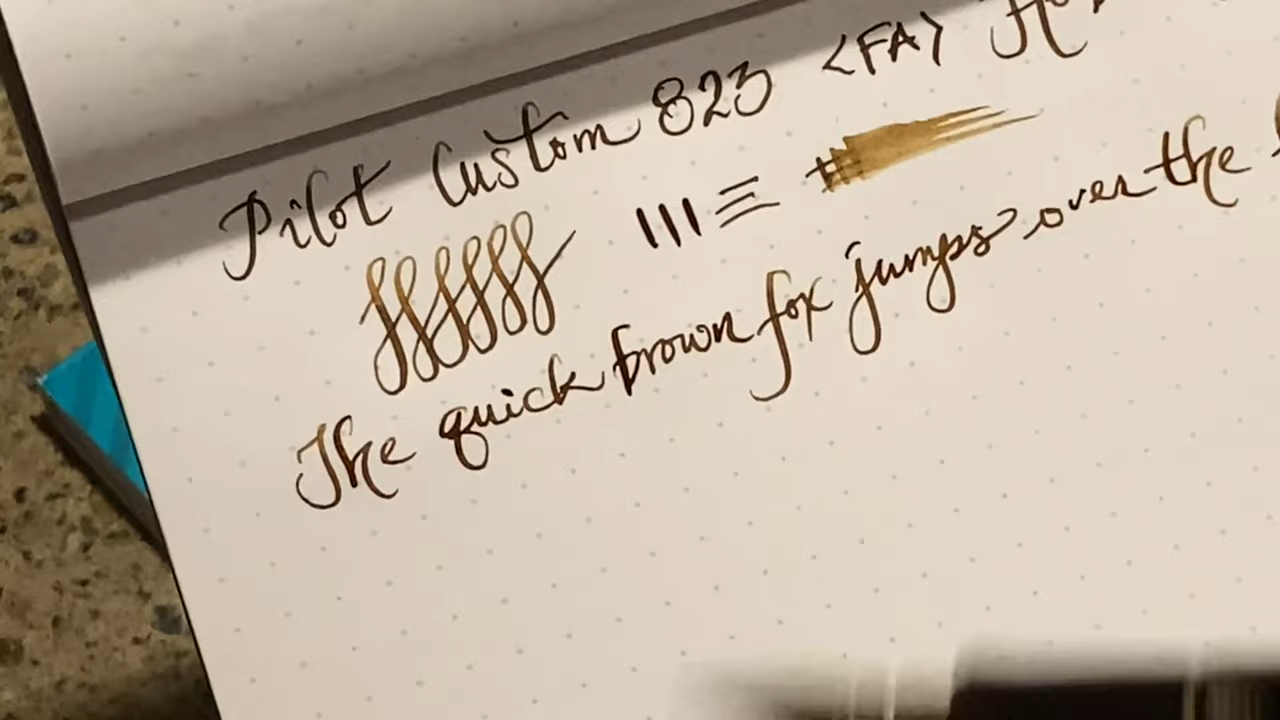 Pilot Custom 823 <FA>
The quick brown fox jumps over the